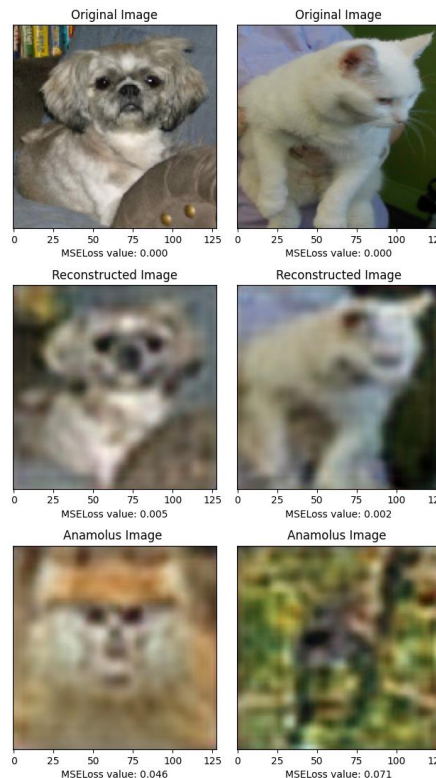 Original Image
Original Image
0 25 50 75 100 125
0 25 50 75 100 125
MSELoss value: 0.000
MSELoss value: 0.000
Reconstructed Image
Reconstructed Image
0 25 50 75 100 125
0 25 50 75 100 125
MSELoss value: 0.005
MSELoss value: 0.002
Anamolus Image
Anamolus Image
0 25 50 75 100 125
0 25 50 75 100 125
MSELoss value: 0.046
MSELoss value: 0.071